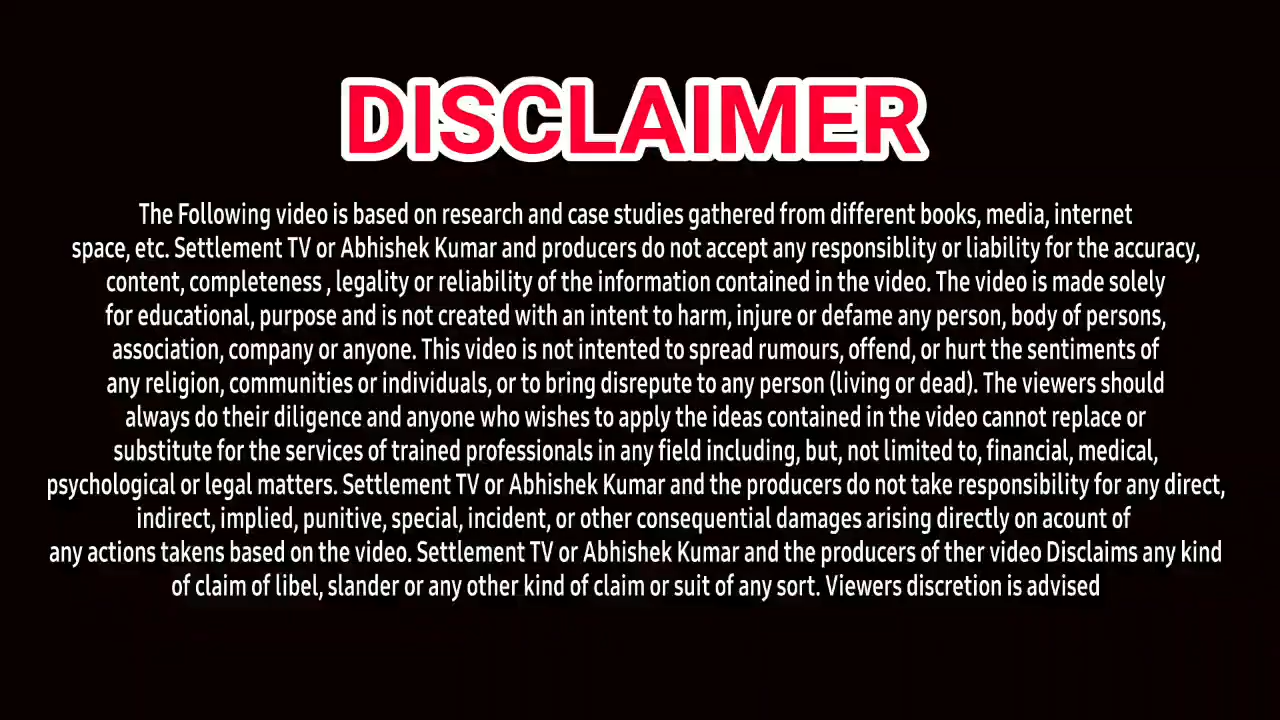 DISCLAIMER
The Following video is based on research and case studies gathered from different books, media, internet
space, etc. Settlement TV or Abhishek Kumar and producers do not accept any responsiblity or liability for the accuracy,
content, completeness , legality or reliability of the information contained in the video. The video is made solely
for educational, purpose and is not created with an intent to harm, injure or defame any person, body of persons,
association, company or anyone. This video is not intented to spread rumours, offend, or hurt the sentiments of
any religion, communities or individuals, or to bring disrepute to any person (living or dead). The viewers should
always do their diligence and anyone who wishes to apply the ideas contained in the video cannot replace or
substitute for the services of trained professionals in any field including, but, not limited to, financial, medical,
psychological or legal matters. Settlement TV or Abhishek Kumar and the producers do not take responsibility for any direct,
indirect, implied, punitive, special, incident, or other consequential damages arising directly on acount of
any actions takens based on the video. Settlement TV or Abhishek Kumar and the producers of ther video Disclaims any kind
of claim of libel, slander or any other kind of claim or suit of any sort. Viewers discretion is advised